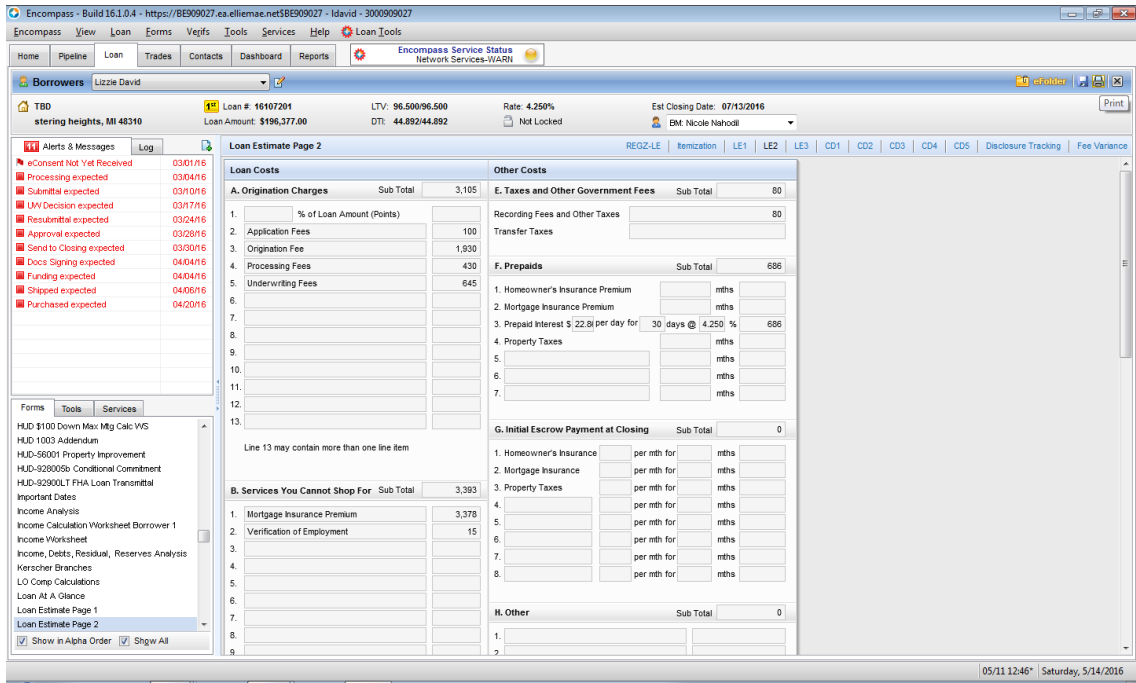 Encompass - Build 16.1.0.4 - https://BE909027.ea.elliemae.net$BE909027 - ldavid - 3000909027
Encompass View Loan Forms Verifs Tools Services Help Loan Tools
Home Pipeline Loan Trades Contacts Dashboard Reports Encompass Service Status
Network Services-WARN
Borrowers Lizzie David eFolder
Print
TBD 1st Loan #: 16107201 LTV: 96.500/96.500 Rate: 4.250% Est Closing Date: 07/13/2016
stering heights, MI 48310 Loan Amount: $196,377.00 DTI: 44.892/44.892 Not Locked BM: Nicole Nahodil
11 Alerts & Messages Log
eConsent Not Yet Received 03/01/16
Processing expected 03/04/16
Submittal expected 03/10/16
UW Decision expected 03/17/16
Resubmittal expected 03/24/16
Approval expected 03/28/16
Send to Closing expected 03/30/16
Docs Signing expected 04/04/16
Funding expected 04/04/16
Shipped expected 04/06/16
Purchased expected 04/20/16
Forms Tools Services
HUD $100 Down Max Mtg Calc WS
HUD 1003 Addendum
HUD-56001 Property Improvement
HUD-928005b Conditional Commitment
HUD-92900LT FHA Loan Transmittal
Important Dates
Income Analysis
Income Calculation Worksheet Borrower 1
Income Worksheet
Income, Debts, Residual, Reserves Analysis
Kerscher Branches
LO Comp Calculations
Loan At A Glance
Loan Estimate Page 1
Loan Estimate Page 2
Show in Alpha Order Show All
Loan Estimate Page 2 REGZ-LE Itemization LE1 LE2 LE3 CD1 CD2 CD3 CD4 CD5 Disclosure Tracking Fee Variance
Loan Costs
A. Origination Charges Sub Total 3,105
1. % of Loan Amount (Points)
2. Application Fees 100
3. Origination Fee 1,930
4. Processing Fees 430
5. Underwriting Fees 645
6.
7.
8.
9.
10.
11.
12.
13.
Line 13 may contain more than one line item
B. Services You Cannot Shop For Sub Total 3,393
1. Mortgage Insurance Premium 3,378
2. Verification of Employment 15
3.
4.
5.
6.
7.
8.
9
Other Costs
E. Taxes and Other Government Fees Sub Total 80
Recording Fees and Other Taxes 80
Transfer Taxes
F. Prepaids Sub Total 686
1. Homeowner's Insurance Premium mths
2. Mortgage Insurance Premium mths
3. Prepaid Interest $ 22.8 per day for 30 days @ 4.250 % 686
4. Property Taxes mths
5. mths
6. mths
7. mths
G. Initial Escrow Payment at Closing Sub Total 0
1. Homeowner's Insurance per mth for mths
2. Mortgage Insurance per mth for mths
3. Property Taxes per mth for mths
4. per mth for mths
5. per mth for mths
6. per mth for mths
7. per mth for mths
8. per mth for mths
H. Other Sub Total 0
1.
2
05/11 12:46* Saturday, 5/14/2016